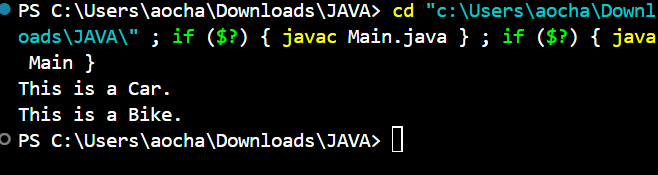 PS C:\Users\aocha\Downloads\JAVA> cd "c:\Users\aocha\Downl
oads\JAVA\" ; if ($?) { javac Main.java } ; if ($?) { java
 Main }
This is a Car.
This is a Bike.
PS C:\Users\aocha\Downloads\JAVA>